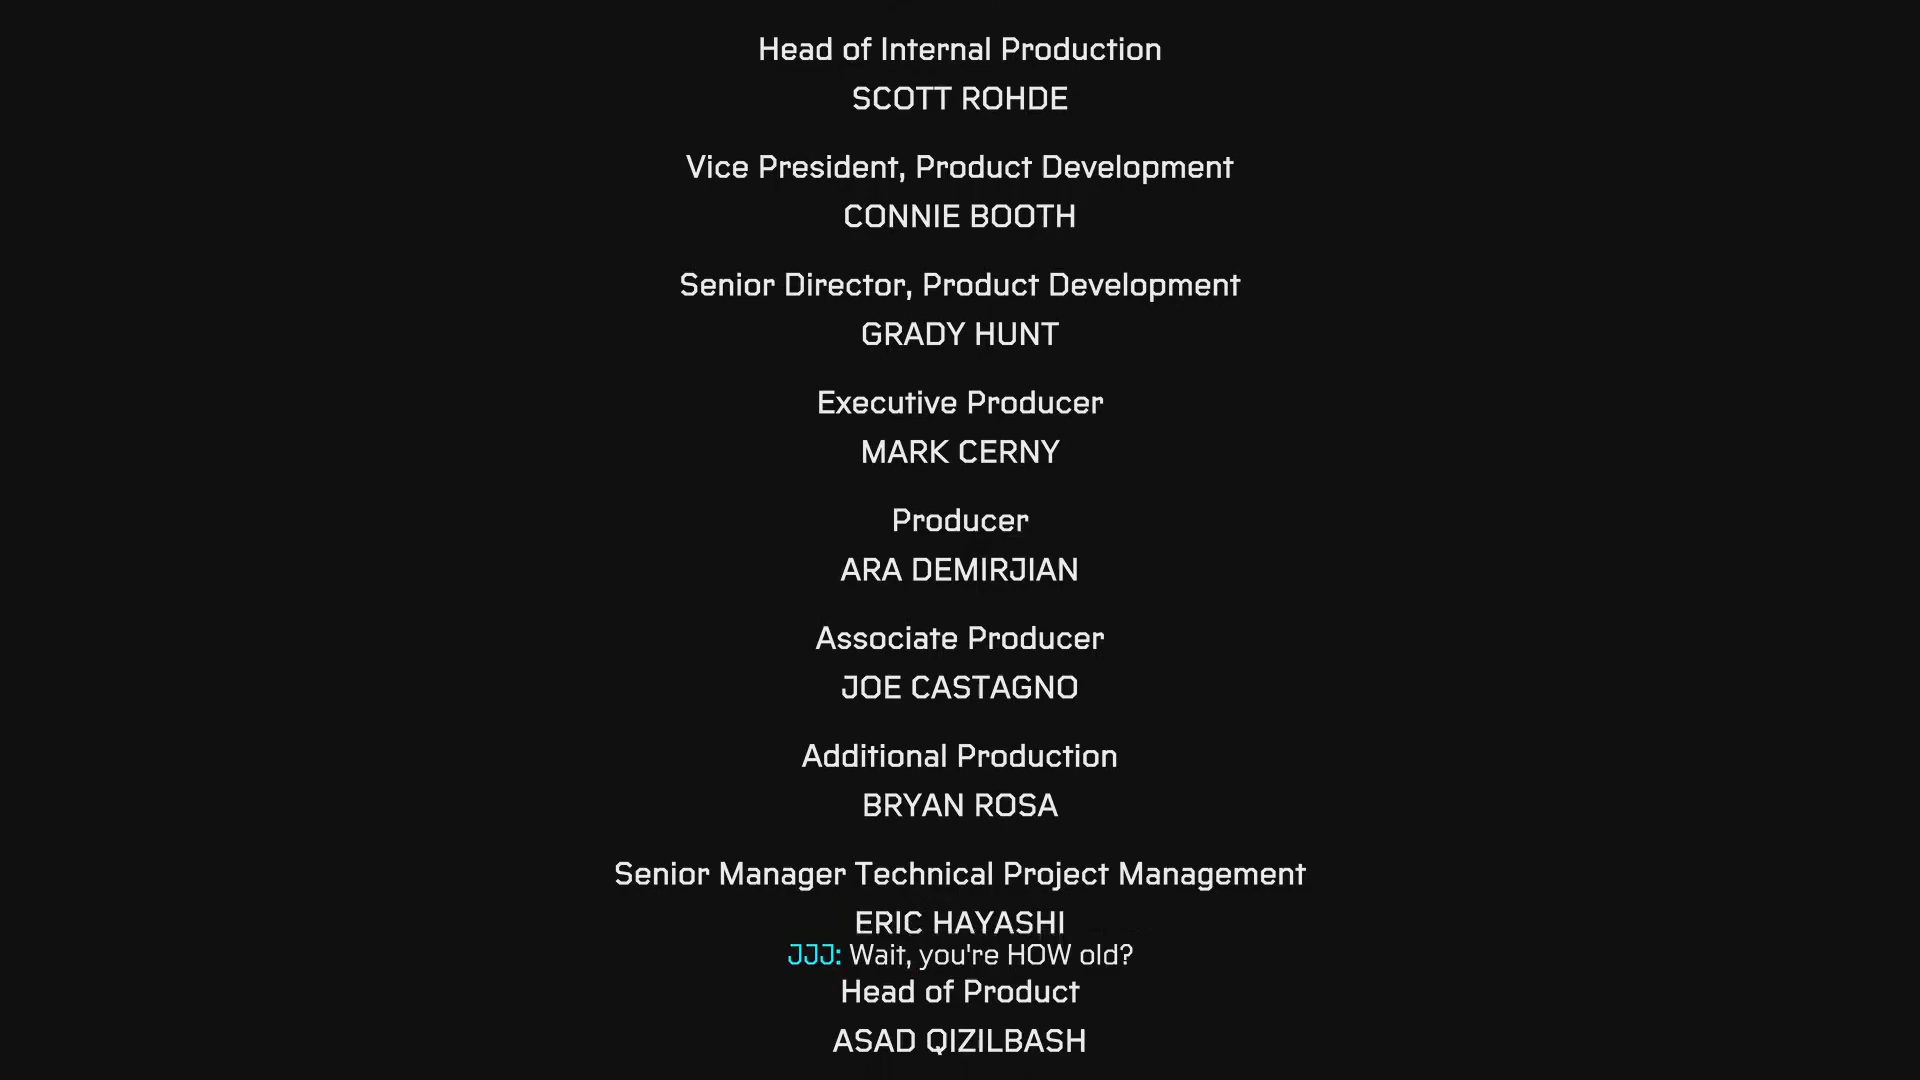 Head of Internal Production
SCOTT ROHDE
Vice President, Product Development
CONNIE BOOTH
Senior Director, Product Development
GRADY HUNT
Executive Producer
MARK CERNY
Producer
ARA DEMIRJIAN
Associate Producer
JOE CASTAGNO
Additional Production
BRYAN ROSA
Senior Manager Technical Project Management
ERIC HAYASHI
JJJ: Wait, you're HOW old?
Head of Product
ASAD QIZILBASH